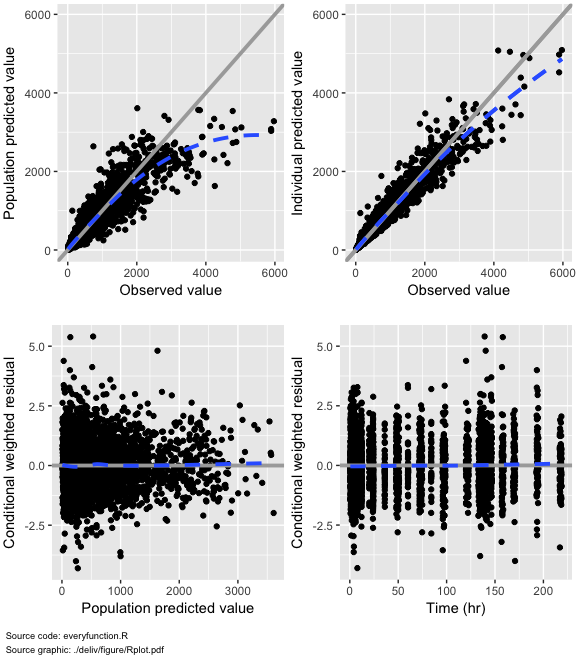 Population predicted value
6000
4000
2000
0
0 2000 4000 6000
Observed value
Individual predicted value
6000
4000
2000
0
0 2000 4000 6000
Observed value
Conditional weighted residual
5.0
2.5
0.0
-2.5
0 1000 2000 3000
Population predicted value
Conditional weighted residual
5.0
2.5
0.0
-2.5
0 50 100 150 200
Time (hr)
Source code: everyfunction.R
Source graphic: ./deliv/figure/Rplot.pdf